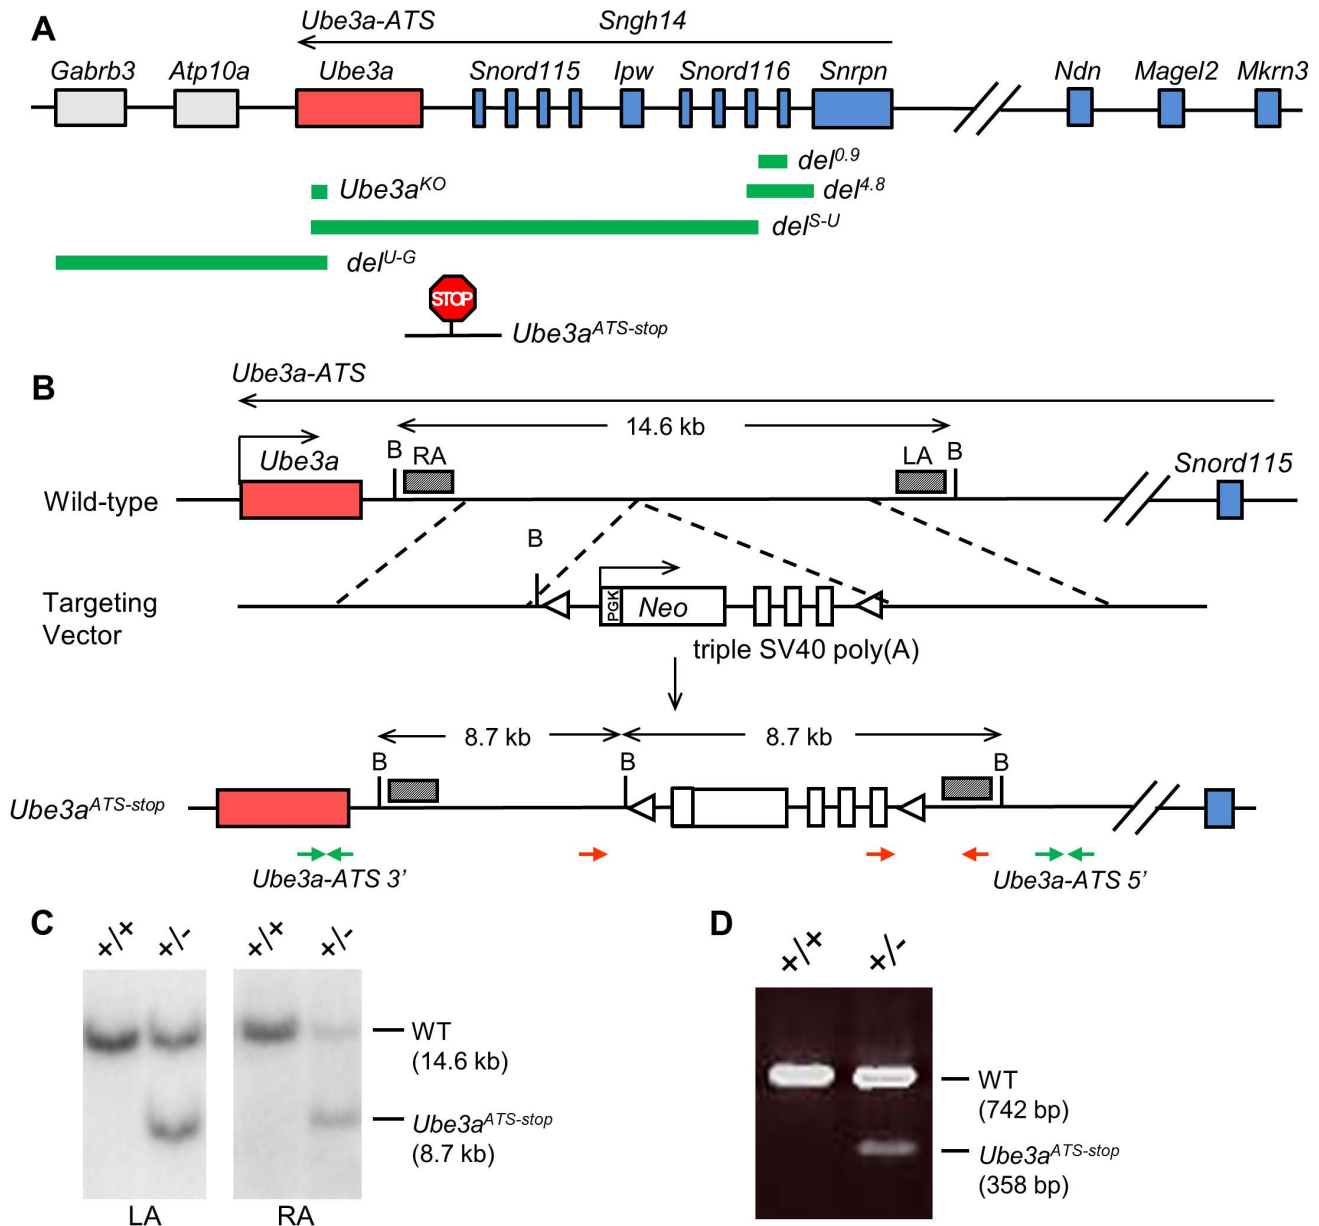 A
Ube3a-ATS Sngh14
Gabrb3 Atp10a Ube3a Snord115 Ipw Snord116 Snrpn Ndn Magel2 Mkrn3
del0.9
Ube3aKO del4.8
delS-U
delU-G
STOP
Ube3aATS-stop
B
Ube3a-ATS
14.6 kb
B RA LA B
Ube3a Snord115
Wild-type
B
Targeting
Vector
PGK Neo
triple SV40 poly(A)
8.7 kb 8.7 kb
B B B
Ube3aATS-stop
Ube3a-ATS 3’ Ube3a-ATS 5’
C
+/+ +/- +/+ +/-
WT
(14.6 kb)
Ube3aATS-stop
(8.7 kb)
LA RA
D
+/+ +/-
WT
(742 bp)
Ube3aATS-stop
(358 bp)